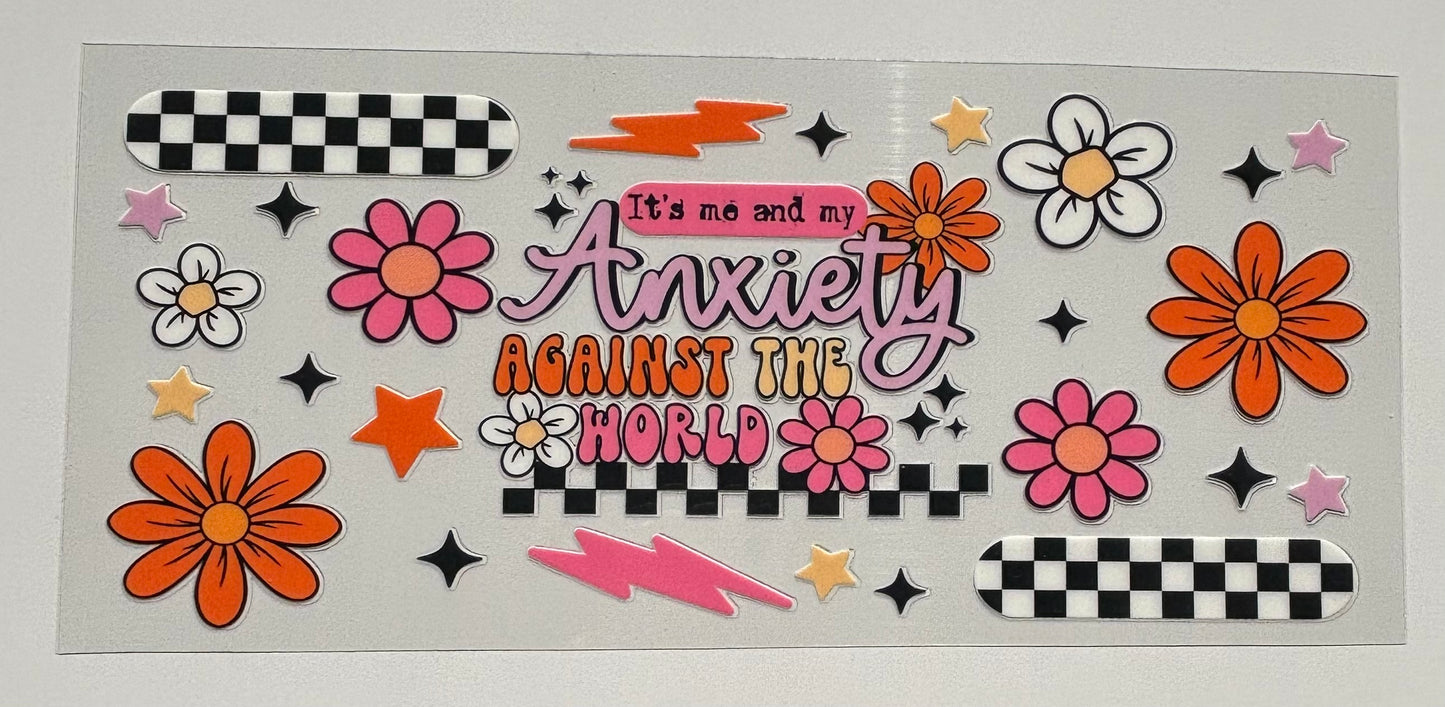 It's me and my
Anxiety
AGAINST THE
WORLD